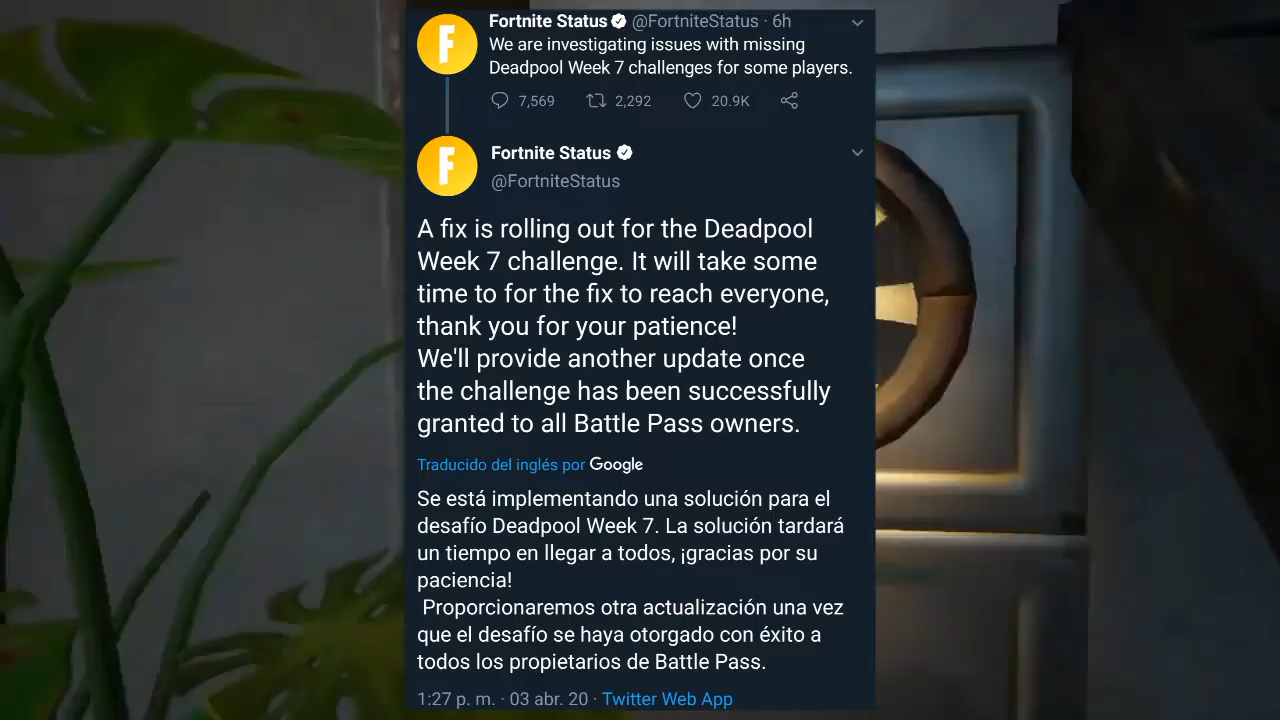 Fortnite Status @FortniteStatus · 6h
We are investigating issues with missing
Deadpool Week 7 challenges for some players.
7,569 2,292 20.9K
Fortnite Status
@FortniteStatus
A fix is rolling out for the Deadpool
Week 7 challenge. It will take some
time to for the fix to reach everyone,
thank you for your patience!
We'll provide another update once
the challenge has been successfully
granted to all Battle Pass owners.
Traducido del inglés por Google
Se está implementando una solución para el
desafío Deadpool Week 7. La solución tardará
un tiempo en llegar a todos, ¡gracias por su
paciencia!
Proporcionaremos otra actualización una vez
que el desafío se haya otorgado con éxito a
todos los propietarios de Battle Pass.
1:27 p. m. · 03 abr. 20 · Twitter Web App